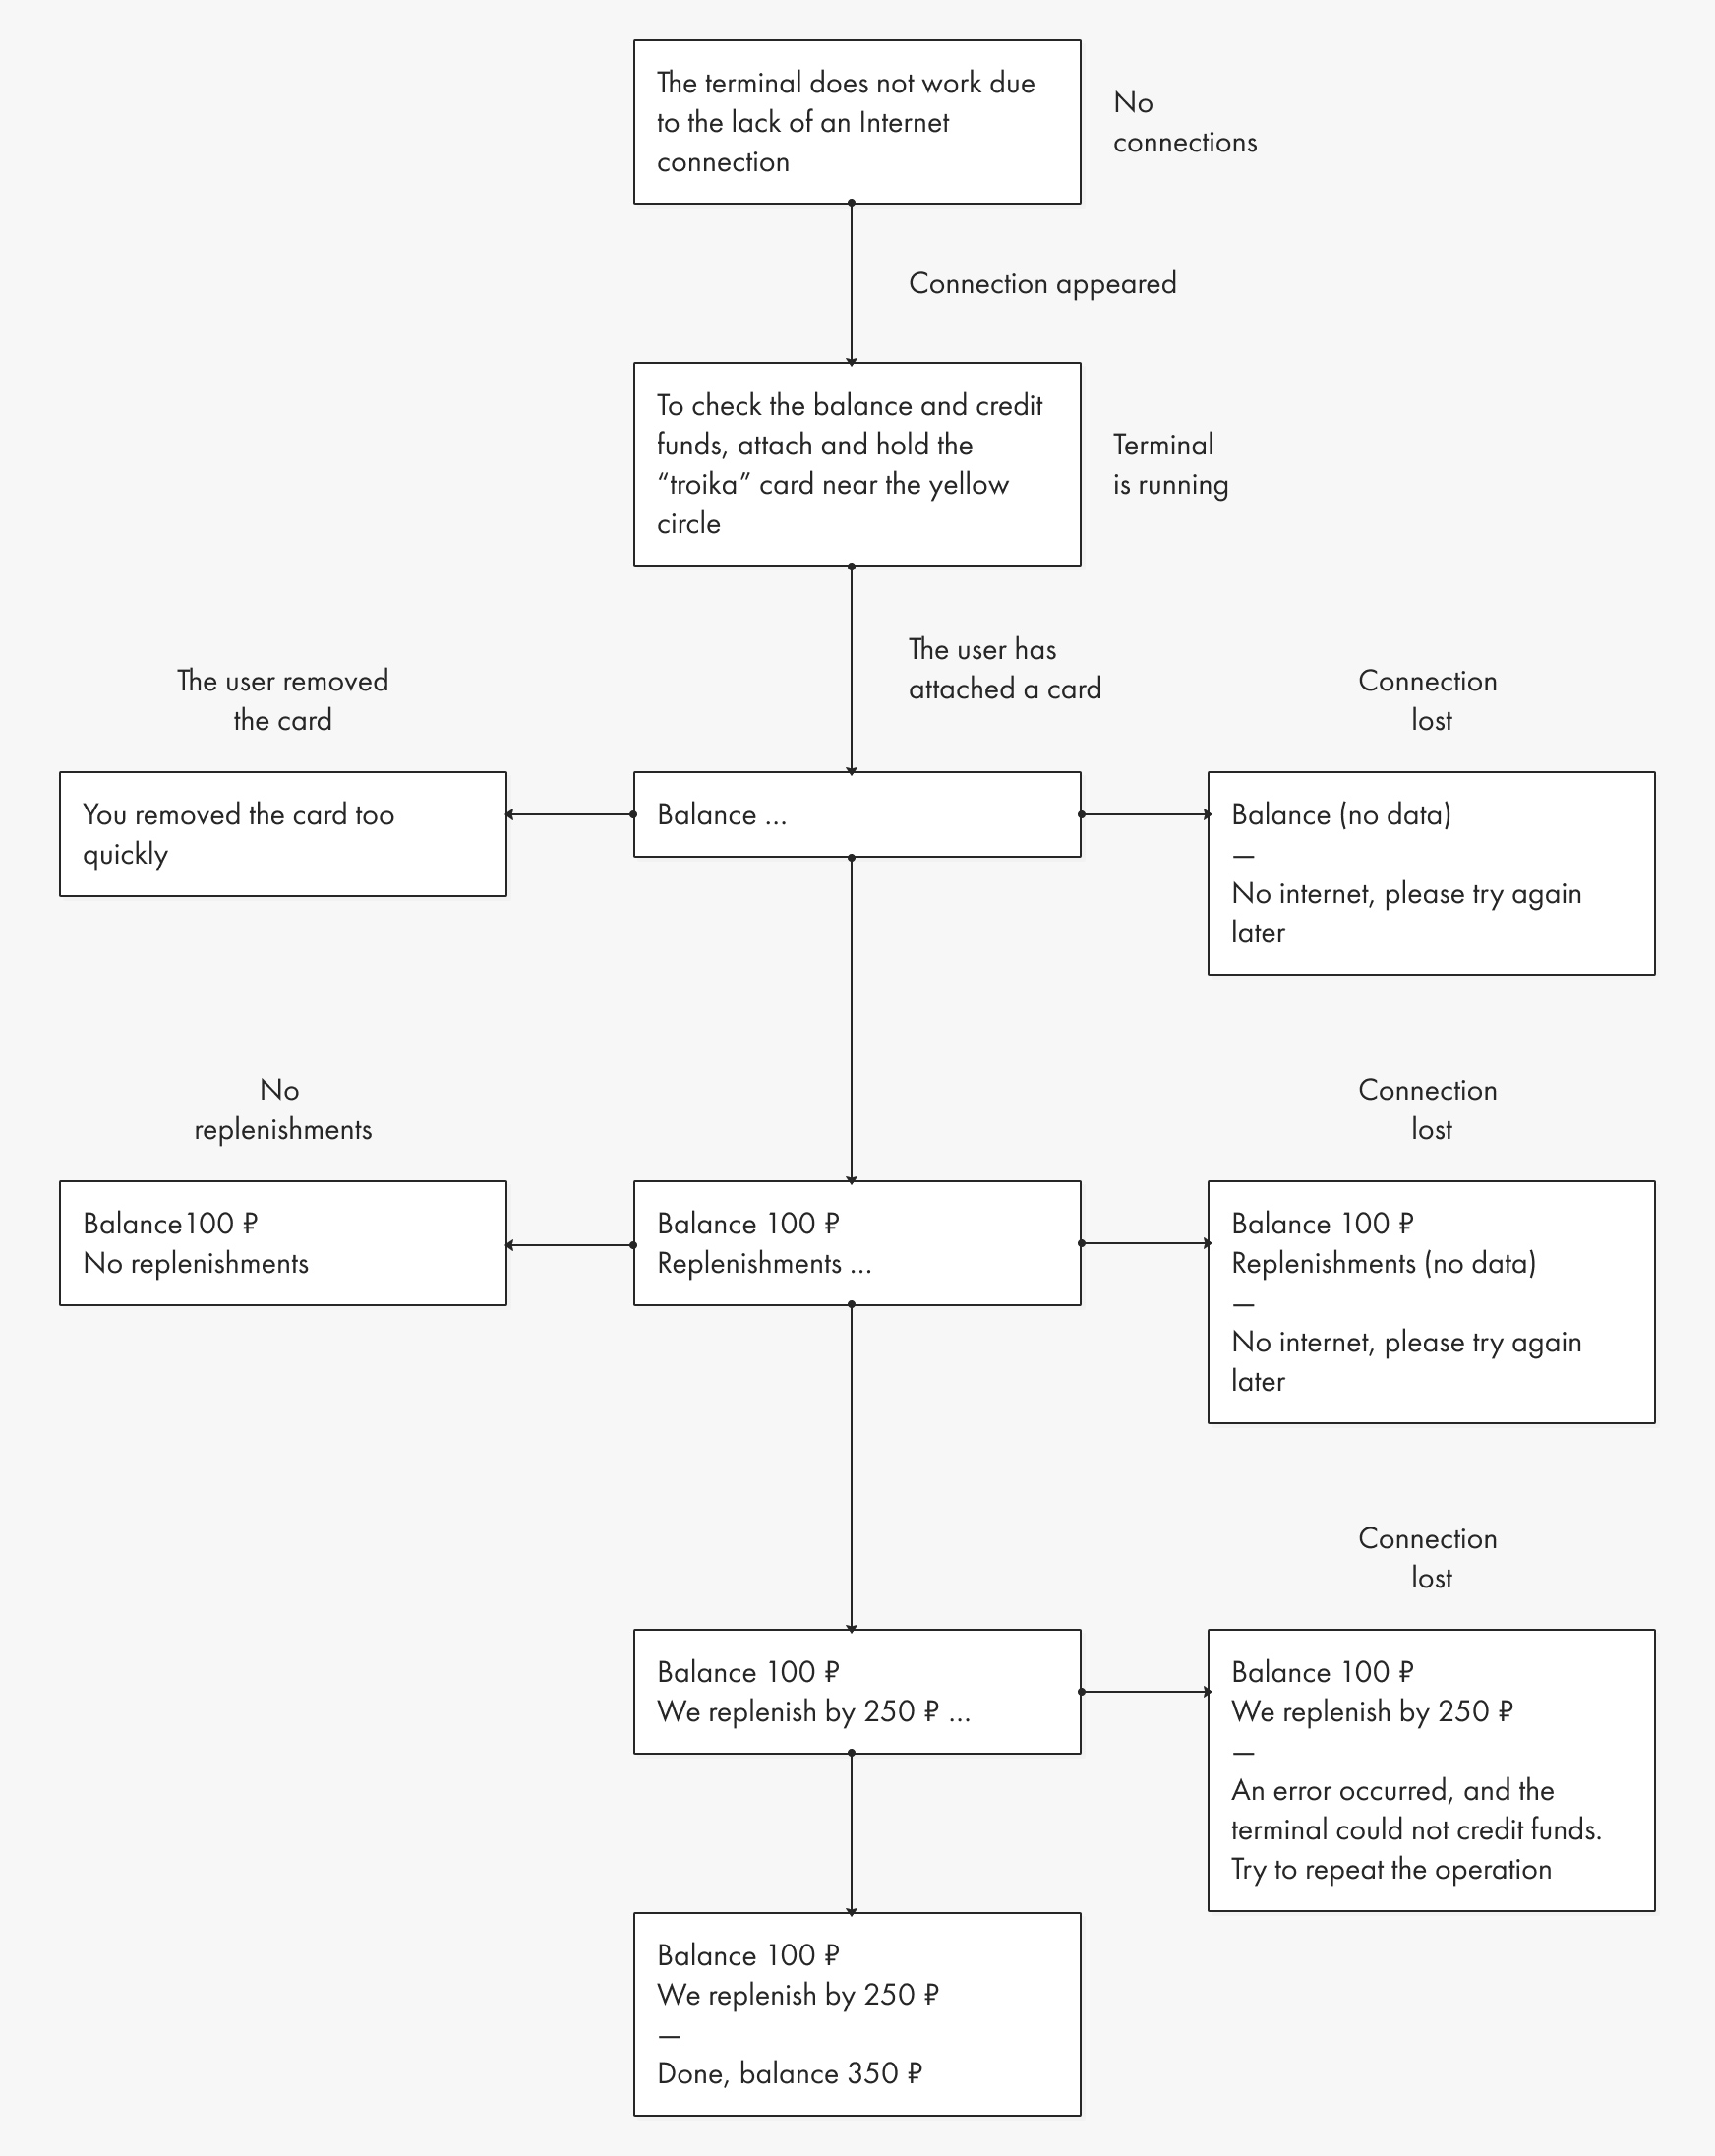 The terminal does not work due
to the lack of an Internet
connection
No
connections
Connection appeared
To check the balance and credit
funds, attach and hold the
“troika” card near the yellow
circle
Terminal
is running
The user has
attached a card
The user removed
the card
Connection
lost
You removed the card too
quickly
Balance ...
Balance (no data)
—
No internet, please try again
later
No
replenishments
Connection
lost
Balance100 ₽
No replenishments
Balance 100 ₽
Replenishments ...
Balance 100 ₽
Replenishments (no data)
—
No internet, please try again
later
Connection
lost
Balance 100 ₽
We replenish by 250 ₽ ...
Balance 100 ₽
We replenish by 250 ₽
—
An error occurred, and the
terminal could not credit funds.
Try to repeat the operation
Balance 100 ₽
We replenish by 250 ₽
—
Done, balance 350 ₽